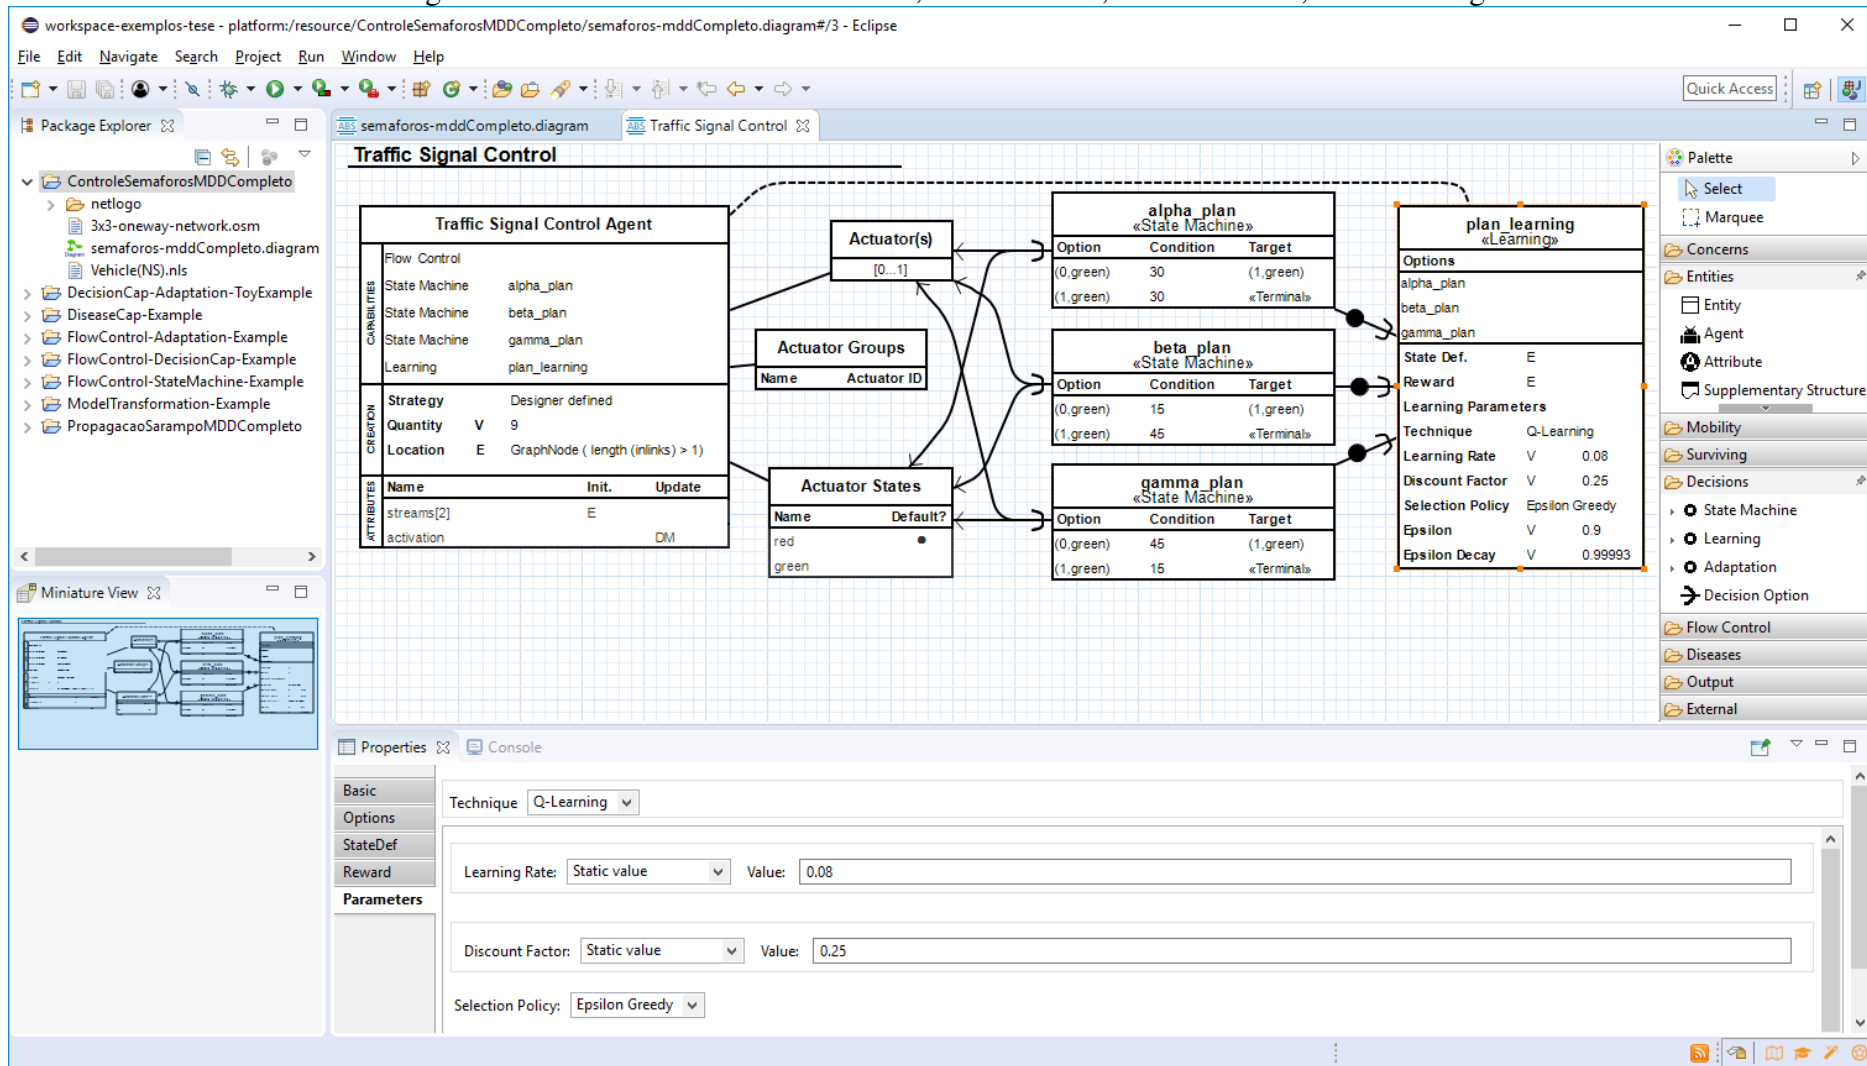 workspace-exemplos-tese - platform:/resource/ControleSemaforosMDDCompleto/semaforos-mddCompleto.diagram#/3 - Eclipse
File Edit Navigate Search Project Run Window Help
Quick Access
Package Explorer
ControleSemaforosMDDCompleto
netlogo
3x3-oneway-network.osm
semaforos-mddCompleto.diagram
Vehicle(NS).nls
DecisionCap-Adaptation-ToyExample
DiseaseCap-Example
FlowControl-Adaptation-Example
FlowControl-DecisionCap-Example
FlowControl-StateMachine-Example
ModelTransformation-Example
PropagacaoSarampoMDDCompleto
Miniature View
semaforos-mddCompleto.diagram
Traffic Signal Control
Traffic Signal Control
Traffic Signal Control Agent
CAPABILITIES
Flow Control
State Machine alpha_plan
State Machine beta_plan
State Machine gamma_plan
Learning plan_learning
CREATION
Strategy Designer defined
Quantity V 9
Location E GraphNode ( length (inlinks) > 1)
ATTRIBUTES
Name Init. Update
streams[2] E
activation DM
Actuator(s)
[0...1]
Actuator Groups
Name Actuator ID
Actuator States
Name Default?
red
green
alpha_plan
«State Machine»
Option Condition Target
(0,green) 30 (1,green)
(1,green) 30 «Terminal»
beta_plan
«State Machine»
Option Condition Target
(0,green) 15 (1,green)
(1,green) 45 «Terminal»
gamma_plan
«State Machine»
Option Condition Target
(0,green) 45 (1,green)
(1,green) 15 «Terminal»
plan_learning
«Learning»
Options
alpha_plan
beta_plan
gamma_plan
State Def. E
Reward E
Learning Parameters
Technique Q-Learning
Learning Rate V 0.08
Discount Factor V 0.25
Selection Policy Epsilon Greedy
Epsilon V 0.9
Epsilon Decay V 0.99993
Palette
Select
Marquee
Concerns
Entities
Entity
Agent
Attribute
Supplementary Structure
Mobility
Surviving
Decisions
State Machine
Learning
Adaptation
Decision Option
Flow Control
Diseases
Output
External
Properties
Console
Basic
Options
StateDef
Reward
Parameters
Technique Q-Learning
Learning Rate: Static value Value: 0.08
Discount Factor: Static value Value: 0.25
Selection Policy: Epsilon Greedy